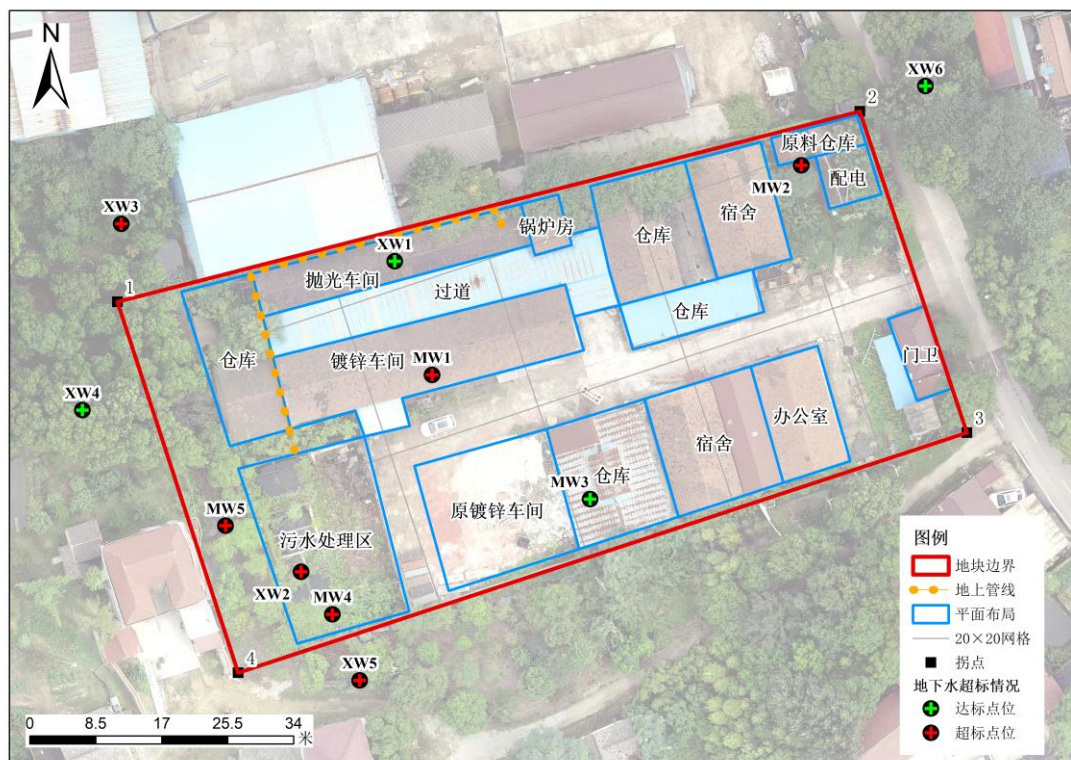 N
XW6
2
原料仓库
配电
MW2
XW3
锅炉房
仓库
宿舍
XW1
抛光车间
过道
1
仓库
仓库
镀锌车间
MW1
门卫
XW4
办公室
3
宿舍
仓库
MW3
原镀锌车间
MW5
污水处理区
XW2
MW4
4
XW5
图例
地块边界
地上管线
平面布局
20×20网格
拐点
地下水超标情况
达标点位
超标点位
0 8.5 17 25.5 34
米